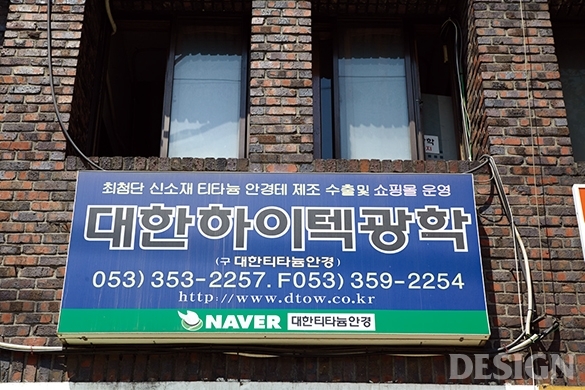 최첨단 신소재 티타늄 안경테 제조 수출및 쇼핑몰 운영
대한하이텍광학
(구 대한티타늄안경)
053) 353-2257. F053) 359-2254
http://www.dtow.co.kr
NAVER 대한티타늄안경
DESIGN